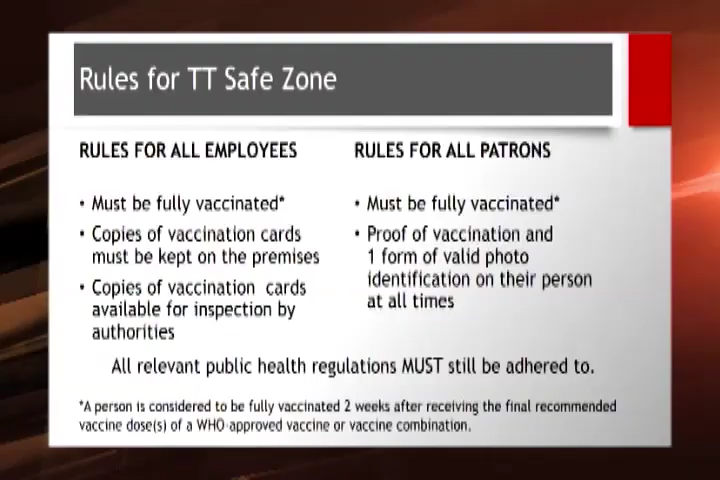 Rules for TT Safe Zone
RULES FOR ALL EMPLOYEES
• Must be fully vaccinated*
• Copies of vaccination cards
must be kept on the premises
• Copies of vaccination cards
available for inspection by
authorities
RULES FOR ALL PATRONS
• Must be fully vaccinated*
• Proof of vaccination and
1 form of valid photo
identification on their person
at all times
All relevant public health regulations MUST still be adhered to.
*A person is considered to be fully vaccinated 2 weeks after receiving the final recommended
vaccine dose(s) of a WHO-approved vaccine or vaccine combination.